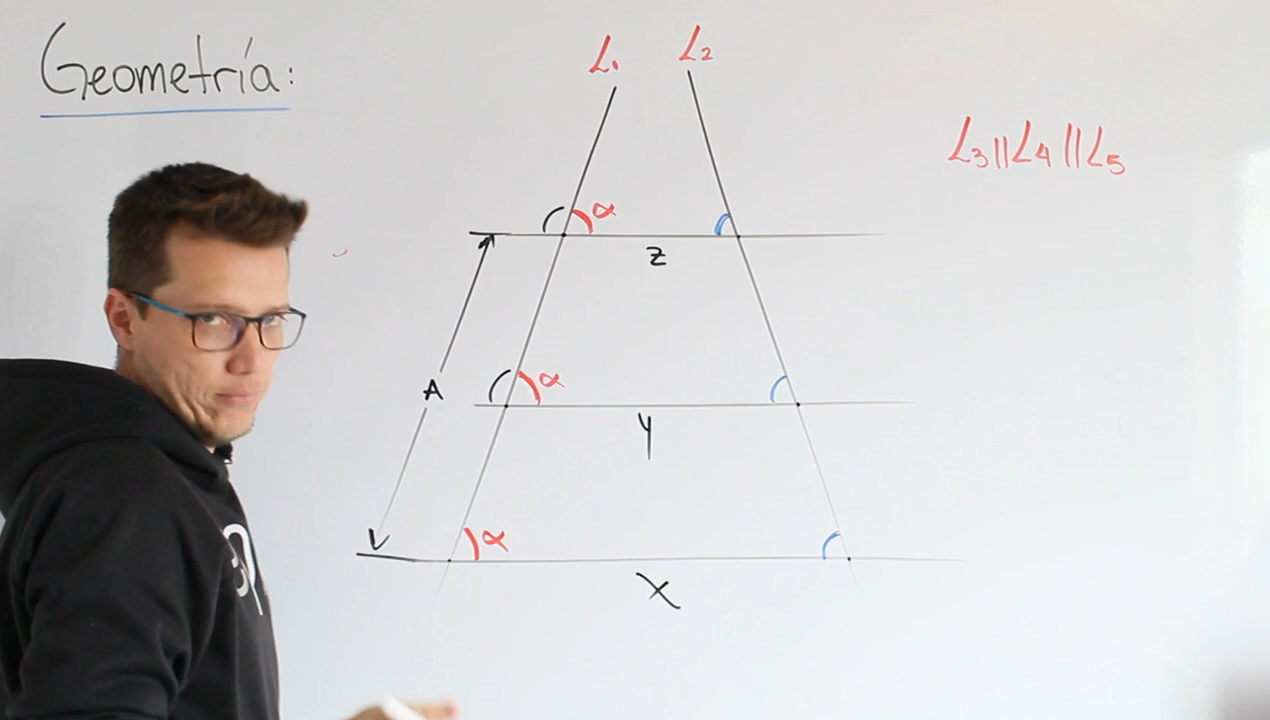 Geometría:
L₁ L₂
L₃||L₄||L₅
α
z
A
α
y
α
x